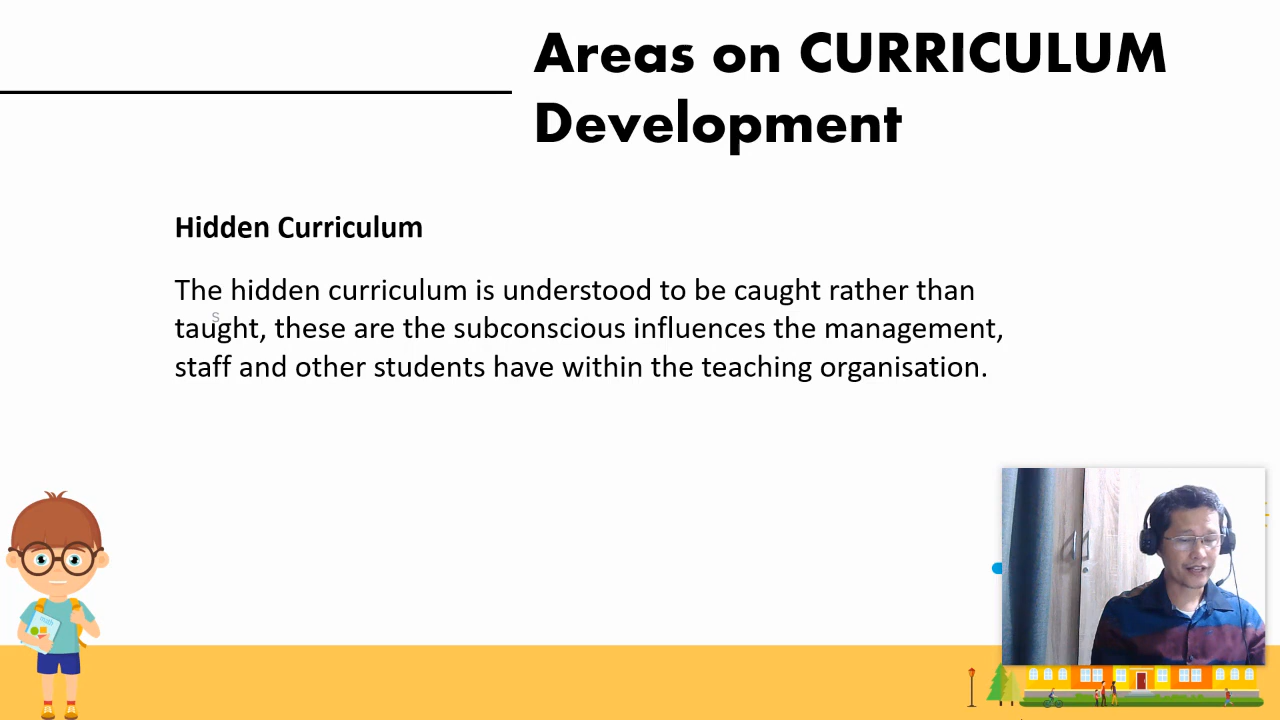 Areas on CURRICULUM
Development
Hidden Curriculum
The hidden curriculum is understood to be caught rather than
s
taught, these are the subconscious influences the management,
staff and other students have within the teaching organisation.
math